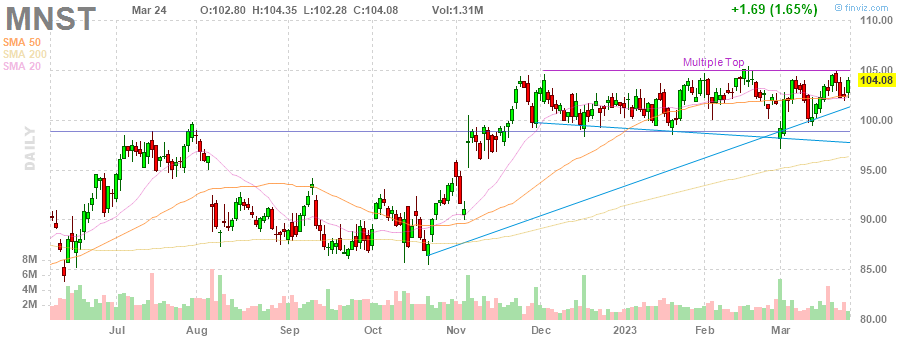 MNST Mar 24 O:102.80 H:104.35 L:102.28 C:104.08 Vol:1.31M +1.69 (1.65%) © finviz.com
SMA 50
SMA 200
SMA 20
DAILY
Multiple Top
110.00
105.00
104.08
100.00
95.00
90.00
85.00
80.00
8M
6M
4M
2M
Jul Aug Sep Oct Nov Dec 2023 Feb Mar